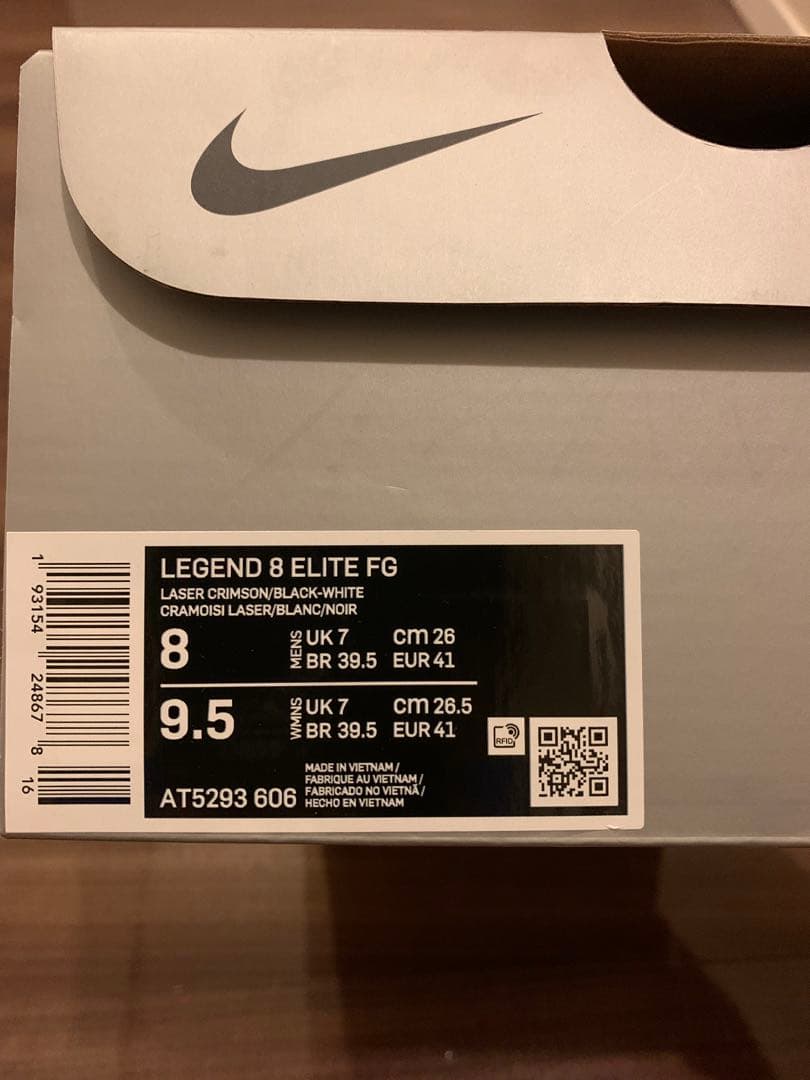 LEGEND 8 ELITE FG
LASER CRIMSON/BLACK-WHITE
CRAMOISI LASER/BLANC/NOIR
8 MENS UK 7 cm 26
BR 39.5 EUR 41
9.5 WMNS UK 7 cm 26.5
BR 39.5 EUR 41
RFID
AT5293 606
MADE IN VIETNAM /
FABRIQUE AU VIETNAM /
FABRICADO NO VIETNÃ /
HECHO EN VIETNAM
1 93154 24867 8
16